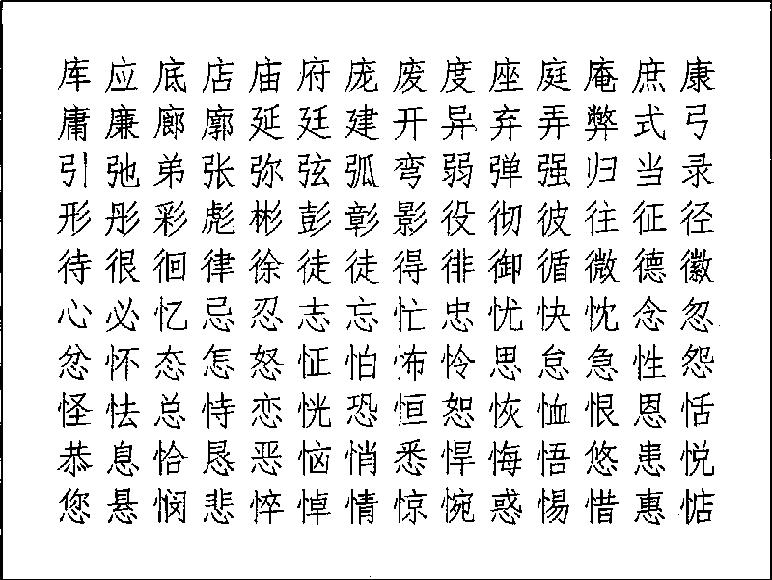 库应底店庙府庞废度座庭庵庶康
庸廉廊廓延廷建开异弃弄弊式弓
引弛弟张弥弦弧弯弱弹强归当录
形彤彩彪彬彭彰影役彻彼往征径
待很徊律徐徒徒得徘御循微德徽
心必忆忌忍志忘忙忠忧快忱念忽
忿怀态怎怒怔怕怖怜思怠急性怨
怪怯总恃恋恍恐恒恕恢恤恨恩恬
恭息恰恳恶恼悄悉悍悔悟悠患悦
您悬悯悲悴悼情惊惋惑惕惜惠惦